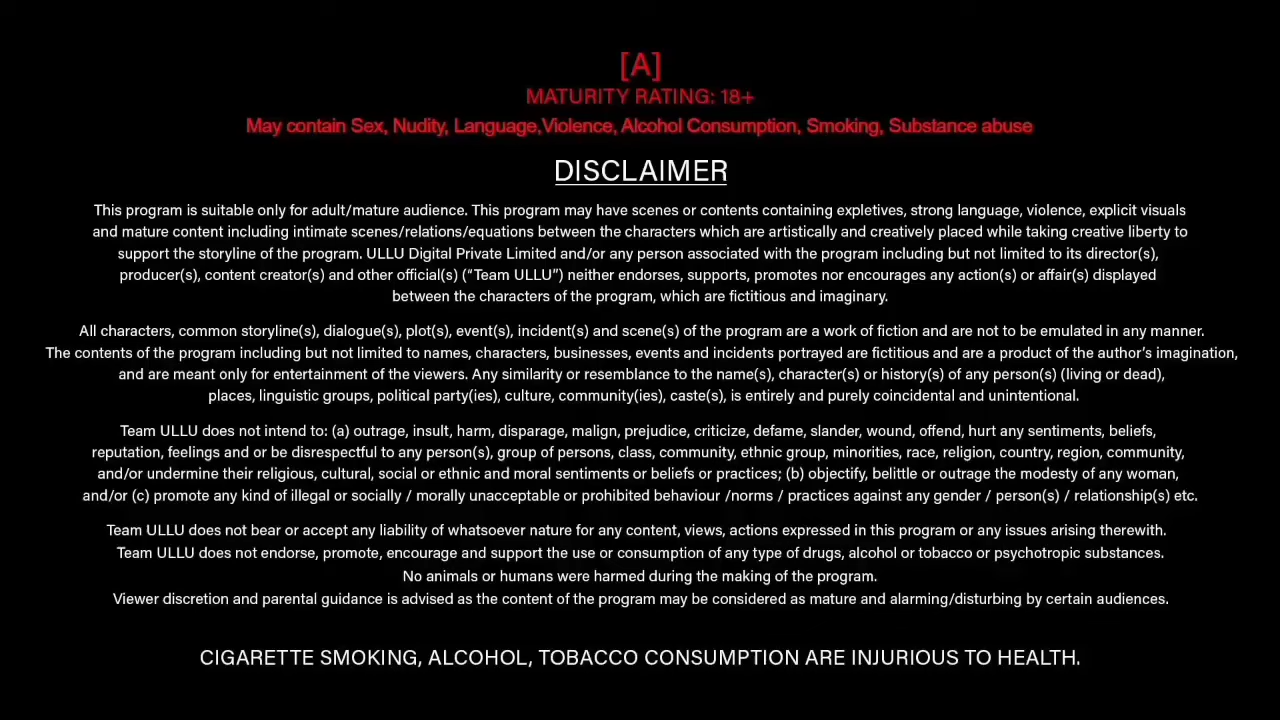 [A]
MATURITY RATING: 18+
May contain Sex, Nudity, Language,Violence, Alcohol Consumption, Smoking, Substance abuse
DISCLAIMER
This program is suitable only for adult/mature audience. This program may have scenes or contents containing expletives, strong language, violence, explicit visuals
and mature content including intimate scenes/relations/equations between the characters which are artistically and creatively placed while taking creative liberty to
support the storyline of the program. ULLU Digital Private Limited and/or any person associated with the program including but not limited to its director(s),
producer(s), content creator(s) and other official(s) (“Team ULLU”) neither endorses, supports, promotes nor encourages any action(s) or affair(s) displayed
between the characters of the program, which are fictitious and imaginary.
All characters, common storyline(s), dialogue(s), plot(s), event(s), incident(s) and scene(s) of the program are a work of fiction and are not to be emulated in any manner.
The contents of the program including but not limited to names, characters, businesses, events and incidents portrayed are fictitious and are a product of the author’s imagination,
and are meant only for entertainment of the viewers. Any similarity or resemblance to the name(s), character(s) or history(s) of any person(s) (living or dead),
places, linguistic groups, political party(ies), culture, community(ies), caste(s), is entirely and purely coincidental and unintentional.
Team ULLU does not intend to: (a) outrage, insult, harm, disparage, malign, prejudice, criticize, defame, slander, wound, offend, hurt any sentiments, beliefs,
reputation, feelings and or be disrespectful to any person(s), group of persons, class, community, ethnic group, minorities, race, religion, country, region, community,
and/or undermine their religious, cultural, social or ethnic and moral sentiments or beliefs or practices; (b) objectify, belittle or outrage the modesty of any woman,
and/or (c) promote any kind of illegal or socially / morally unacceptable or prohibited behaviour /norms / practices against any gender / person(s) / relationship(s) etc.
Team ULLU does not bear or accept any liability of whatsoever nature for any content, views, actions expressed in this program or any issues arising therewith.
Team ULLU does not endorse, promote, encourage and support the use or consumption of any type of drugs, alcohol or tobacco or psychotropic substances.
No animals or humans were harmed during the making of the program.
Viewer discretion and parental guidance is advised as the content of the program may be considered as mature and alarming/disturbing by certain audiences.
CIGARETTE SMOKING, ALCOHOL, TOBACCO CONSUMPTION ARE INJURIOUS TO HEALTH.